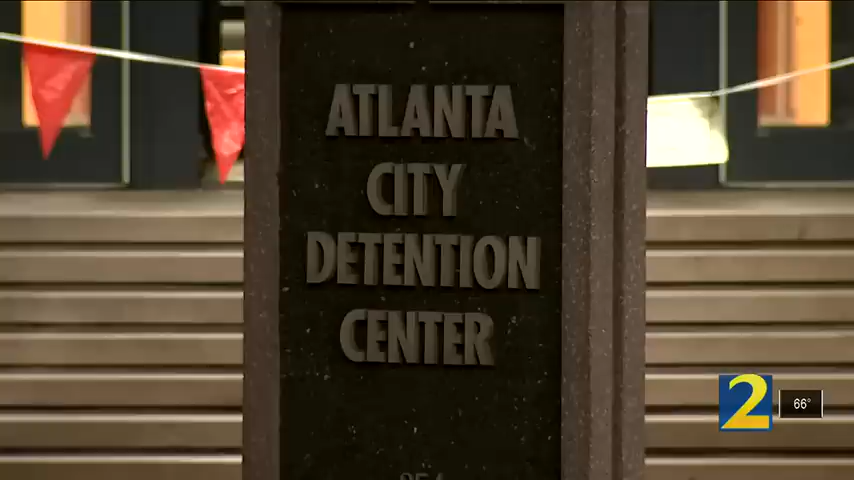 ATLANTA
CITY
DETENTION
CENTER
2
66°